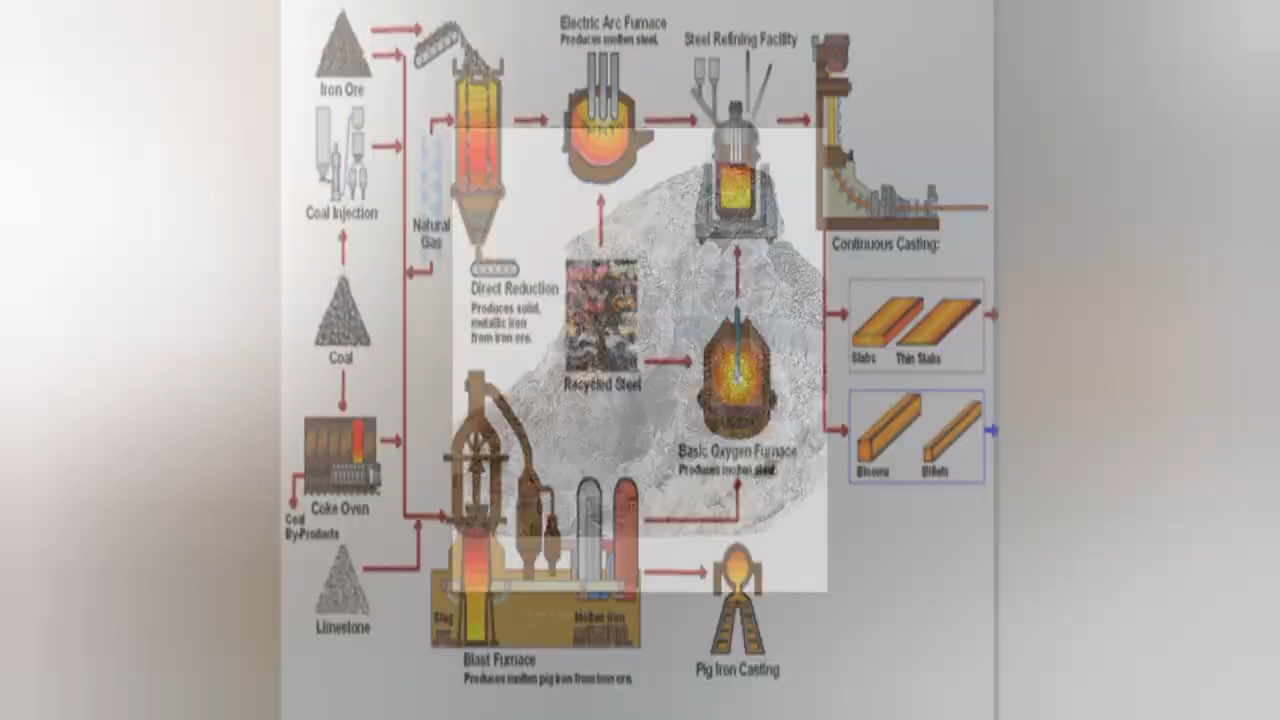 Electric Arc Furnace
Produces molten steel.
Steel Refining Facility
Iron Ore
Coal Injection
Natural
Gas
Continuous Casting:
Direct Reduction
Produces solid,
metallic iron
from iron ore.
Coal
Slabs
Thin Slabs
Recycled Steel
Basic Oxygen Furnace
Produces molten steel.
Blooms
Billets
Coke Oven
Coal
By-Products
Limestone
Slag
Molten Iron
Blast Furnace
Produces molten pig iron from iron ore.
Pig Iron Casting